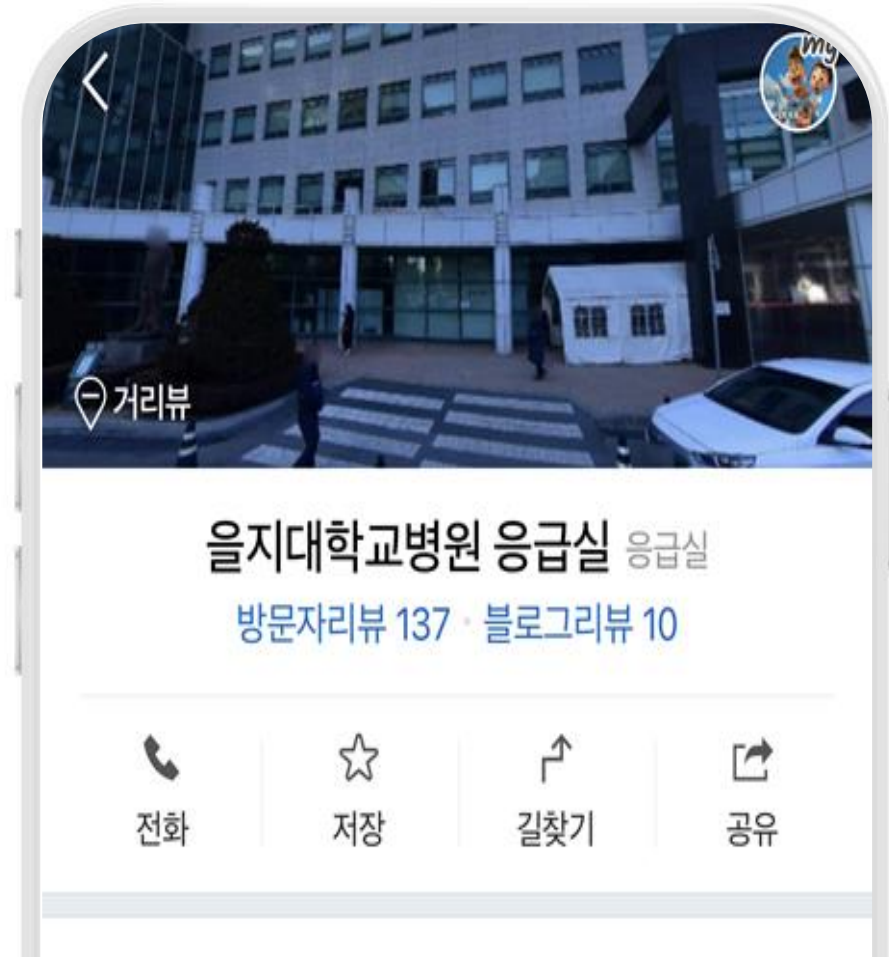 my
거리뷰
을지대학교병원 응급실 응급실
방문자리뷰 137 · 블로그리뷰 10
전화 저장 길찾기 공유